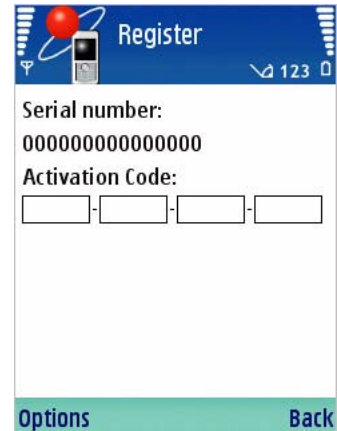 Register
123
Serial number:
000000000000000
Activation Code:
- - -
Options Back